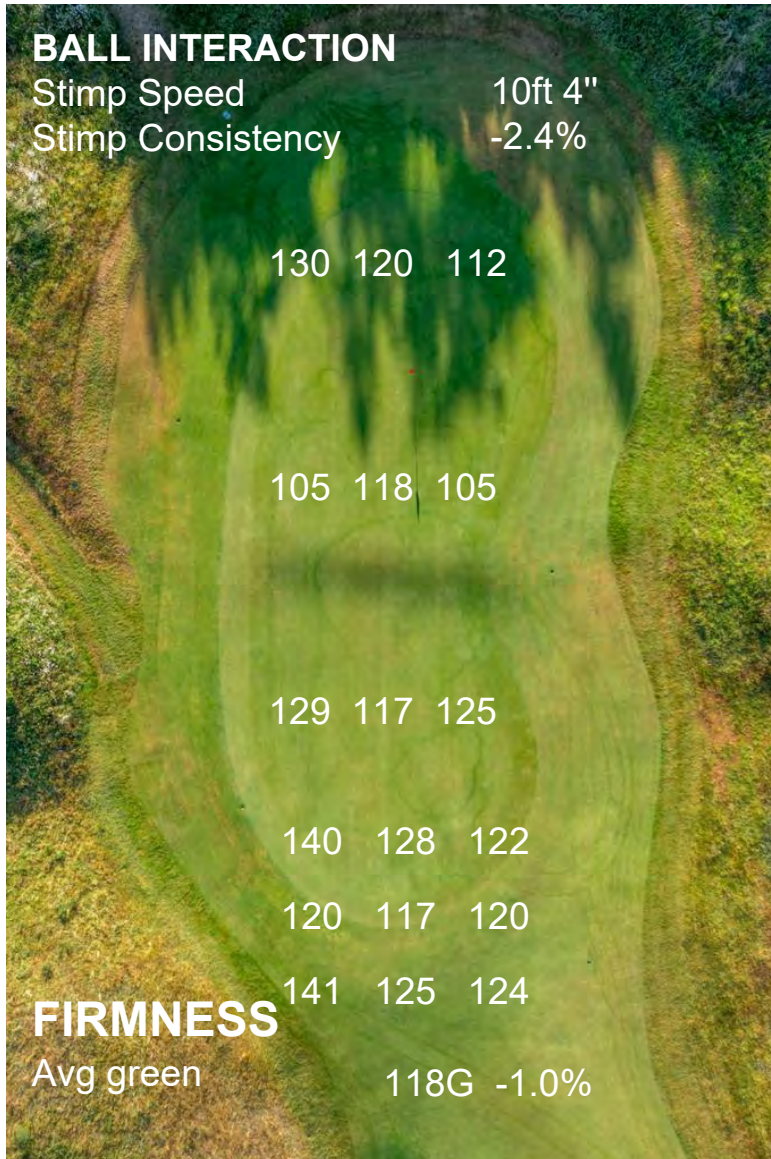 BALL INTERACTION
Stimp Speed 10ft 4"
Stimp Consistency -2.4%
130 120 112
105 118 105
129 117 125
140 128 122
120 117 120
141 125 124
FIRMNESS
Avg green 118G -1.0%